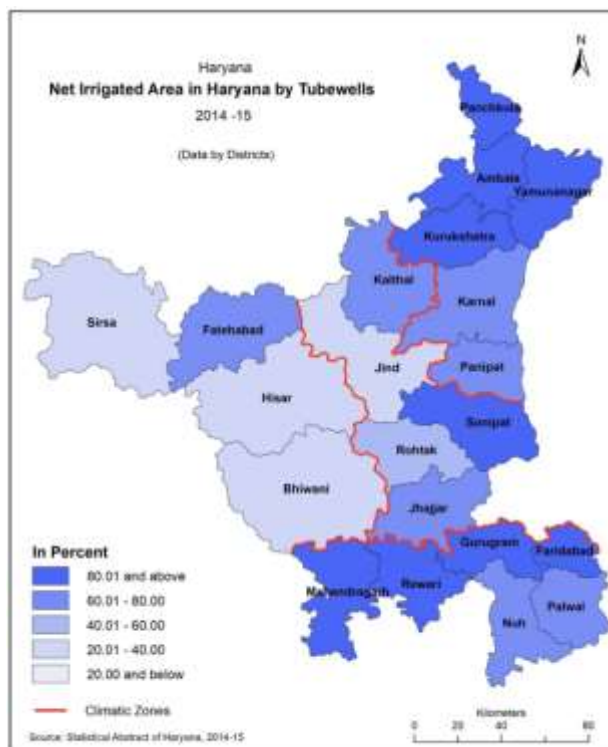 Haryana
Net Irrigated Area in Haryana by Tubewells
2014 -15
(Data by Districts)
N
Panchkula
Ambala
Yamunanagar
Kurukshetra
Kaithal
Karnal
Sirsa
Fatehabad
Jind
Panipat
Hisar
Sonipat
Rohtak
Bhiwani
Jhajjar
Gurugram
Faridabad
Mahendragarh
Rewari
Nuh
Palwal
In Percent
80.01 and above
60.01 - 80.00
40.01 - 60.00
20.01 - 40.00
20.00 and below
Climatic Zones
Kilometers
0 20 40 80
Source: Statistical Abstract of Haryana, 2014-15